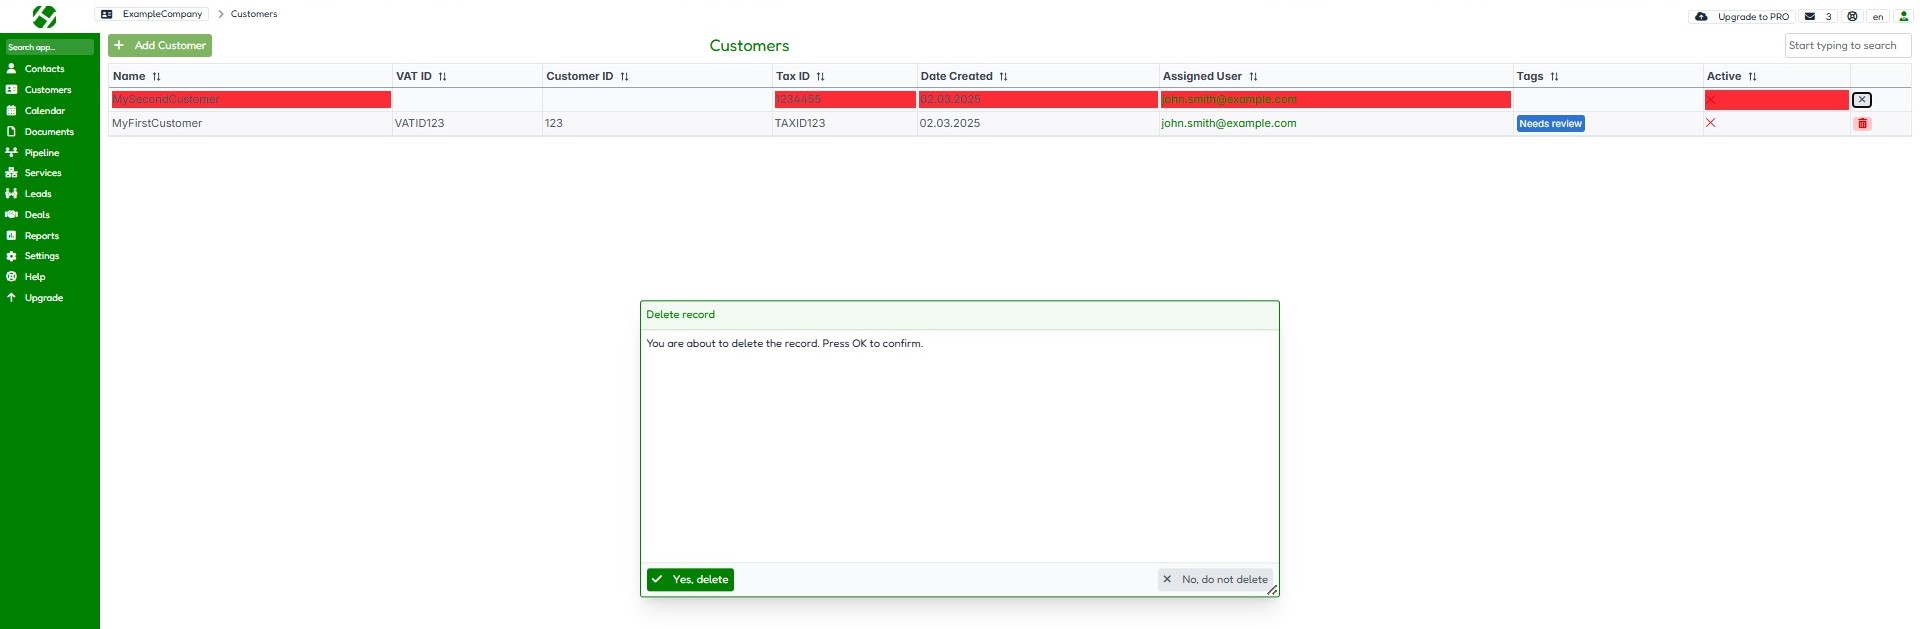 ExampleCompany > Customers
Upgrade to PRO 3 en
Search app...
Contacts
Customers
Calendar
Documents
Pipeline
Services
Leads
Deals
Reports
Settings
Help
Upgrade
+ Add Customer
Customers
Start typing to search
Name VAT ID Customer ID Tax ID Date Created Assigned User Tags Active
MySecondCustomer 1234455 02.03.2025 john.smith@example.com
MyFirstCustomer VATID123 123 TAXID123 02.03.2025 john.smith@example.com Needs review
Delete record
You are about to delete the record. Press OK to confirm.
Yes, delete
No, do not delete